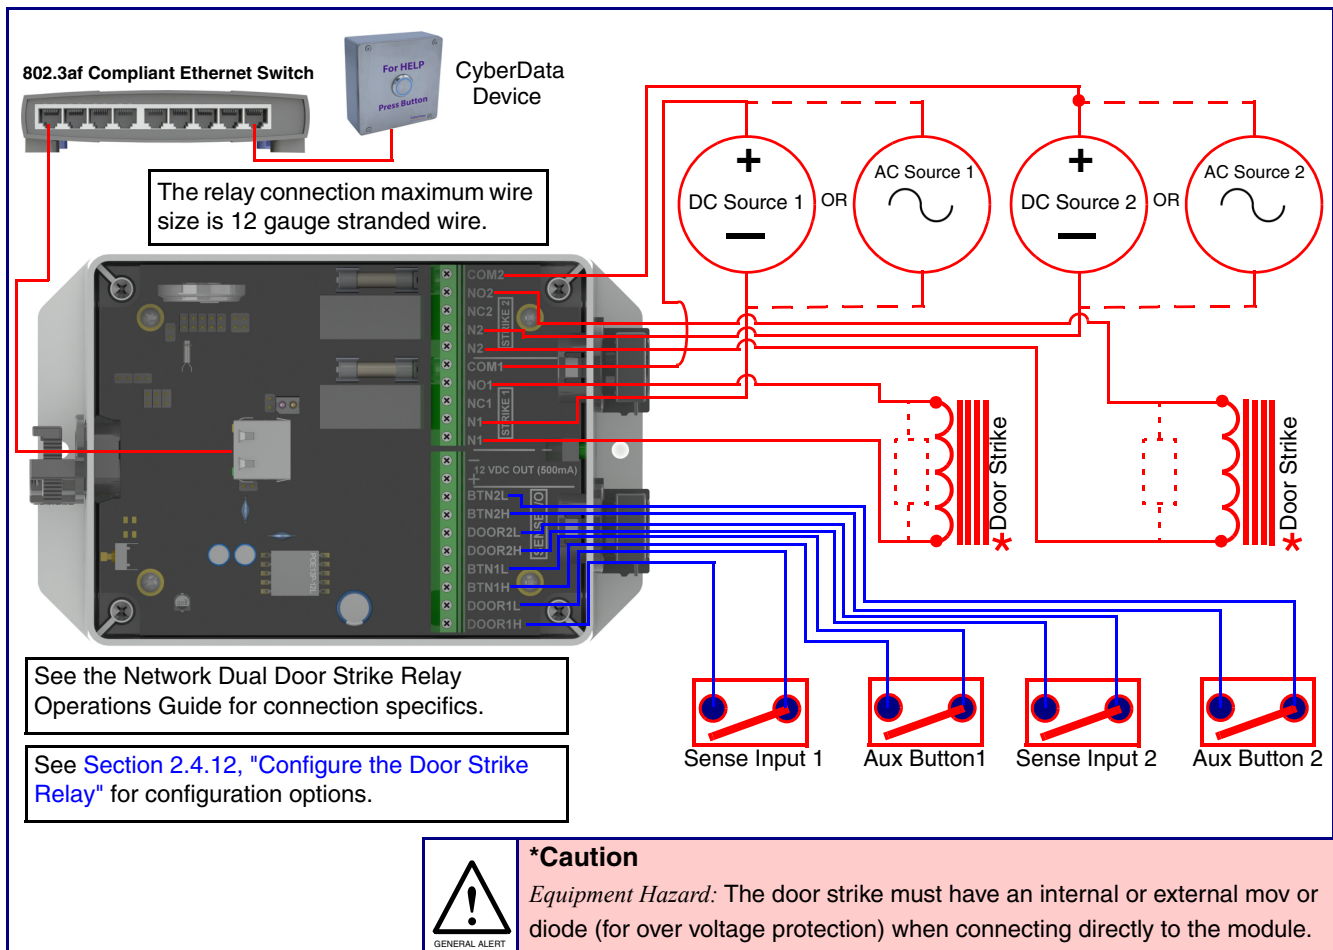 802.3af Compliant Ethernet Switch
For HELP
Press Button
CyberData
Device
The relay connection maximum wire
size is 12 gauge stranded wire.
+
DC Source 1
—
OR
AC Source 1
+
DC Source 2
—
OR
AC Source 2
COM2
NO2
NC2
N2
N2
STRIKE 2
COM1
NO1
NC1
N1
N1
STRIKE 1
–
+
12 VDC OUT (500mA)
BTN2L
BTN2H
DOOR2L
DOOR2H
BTN1L
BTN1H
DOOR1L
DOOR1H
SENSE I/O
POE13P-12L
*Door Strike
*Door Strike
Sense Input 1
Aux Button1
Sense Input 2
Aux Button 2
See the Network Dual Door Strike Relay
Operations Guide for connection specifics.
See Section 2.4.12, "Configure the Door Strike
Relay" for configuration options.
GENERAL ALERT
*Caution
Equipment Hazard: The door strike must have an internal or external mov or
diode (for over voltage protection) when connecting directly to the module.